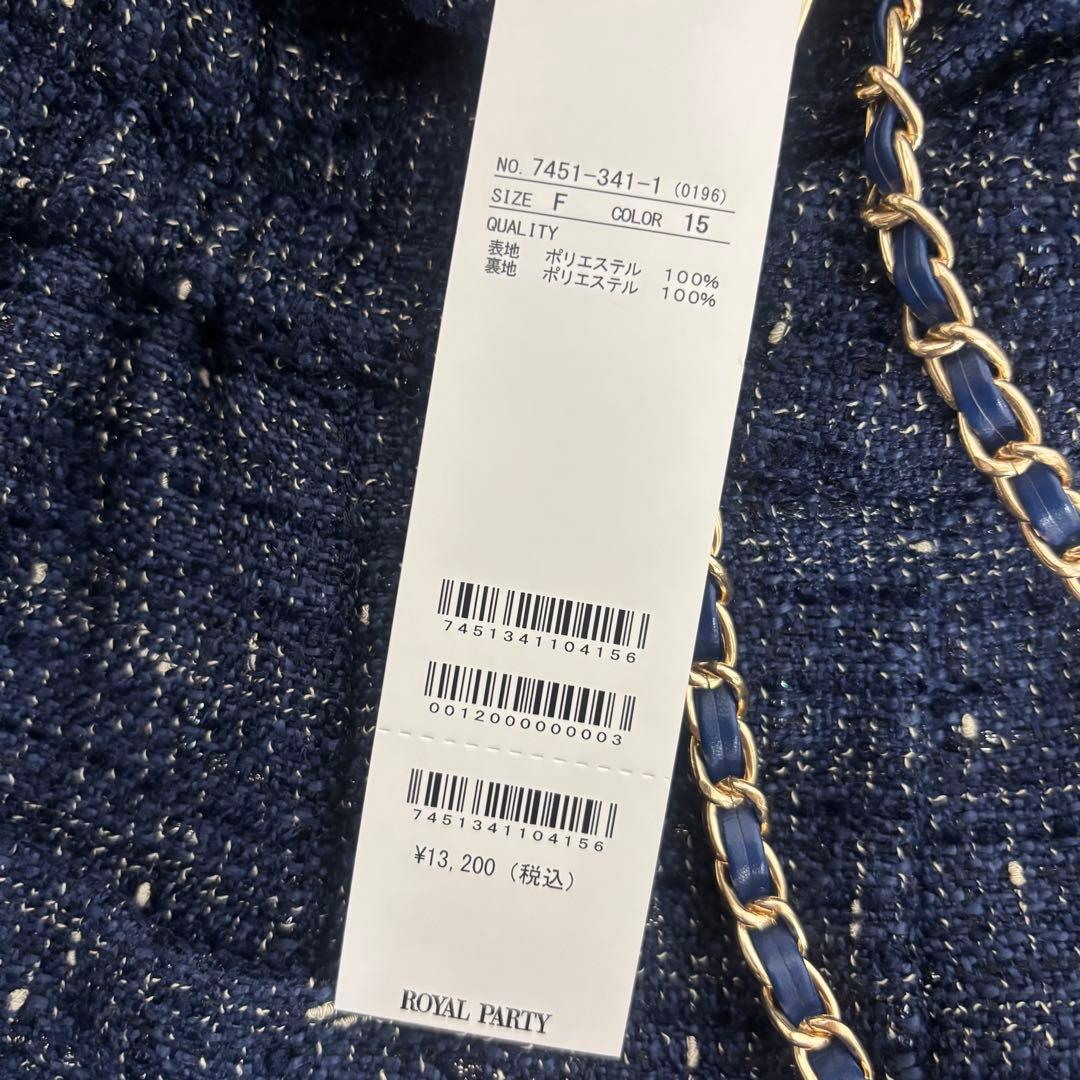 NO. 7451-341-1 (0196)
SIZE F COLOR 15
QUALITY
表地 ポリエステル 100%
裏地 ポリエステル 100%
7451341104156
0012000000003
7451341104156
¥13,200 (税込)
ROYAL PARTY